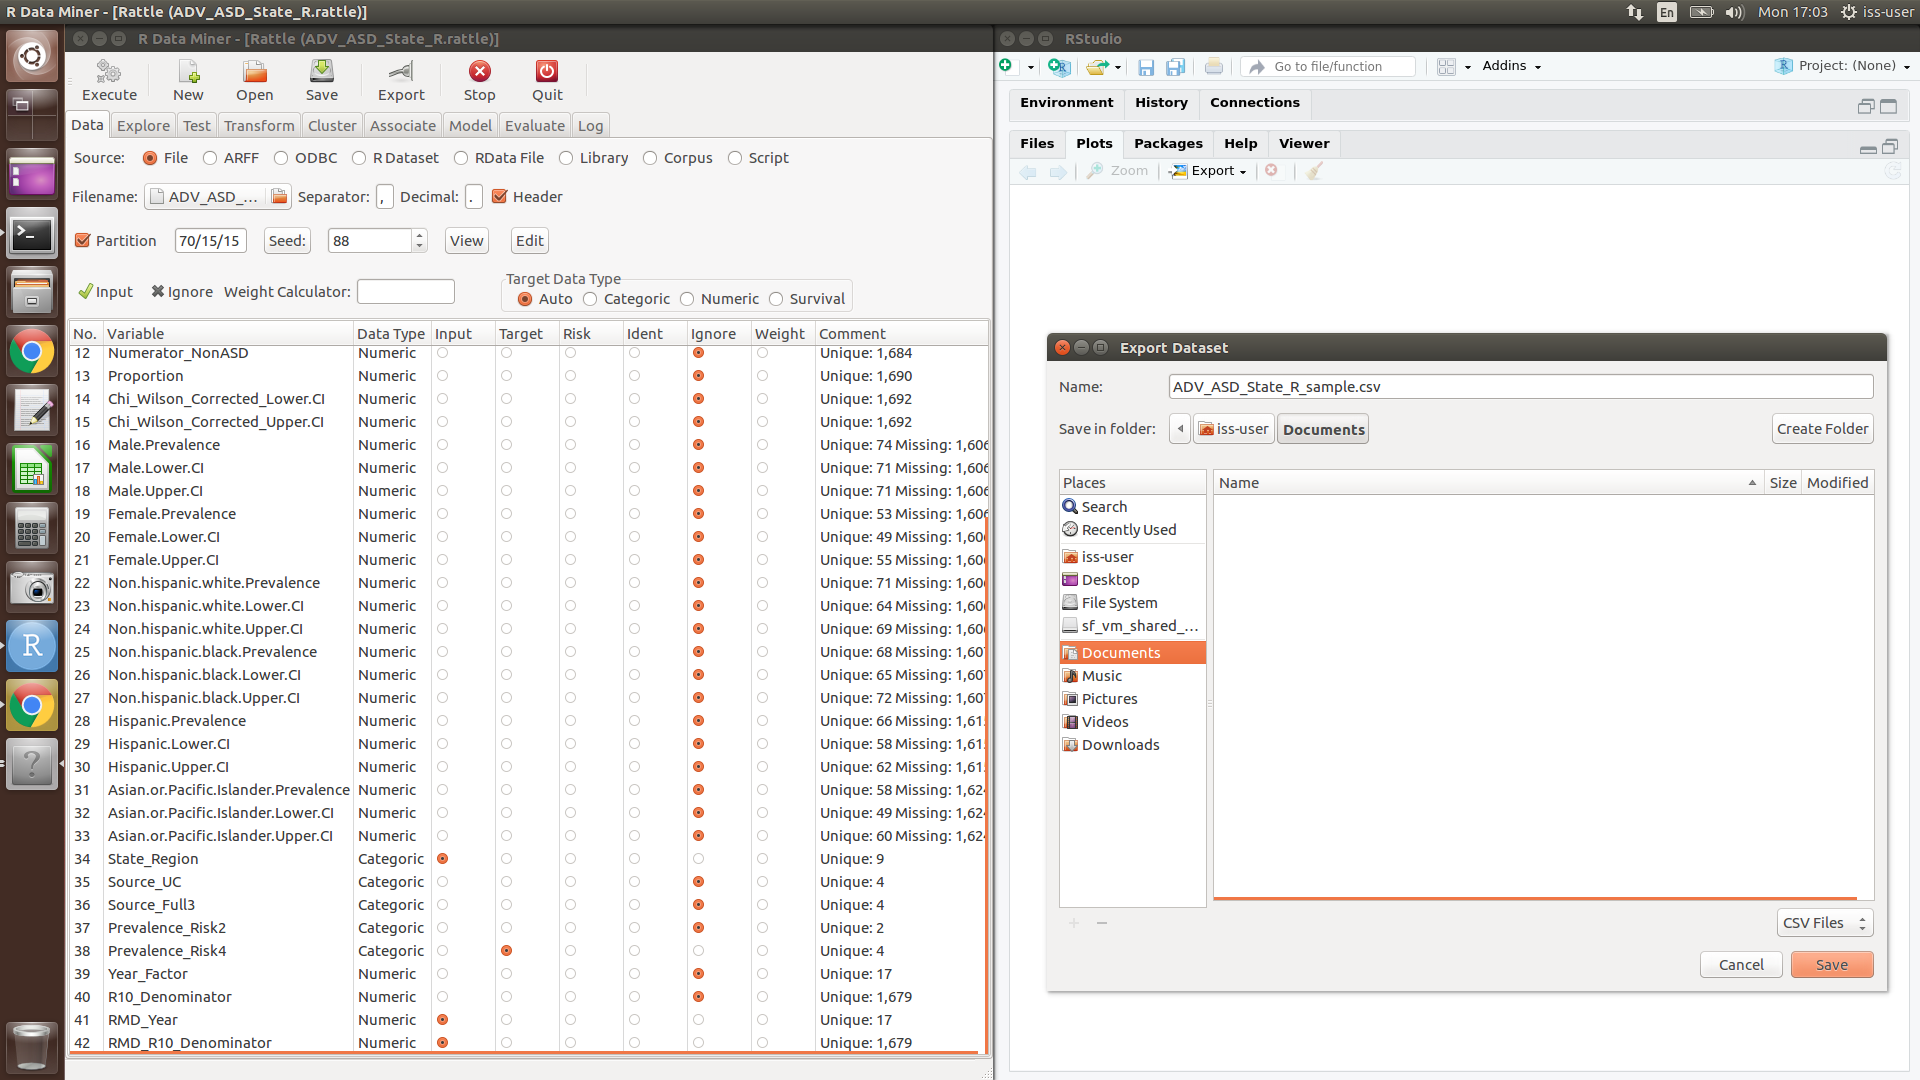 R Data Miner - [Rattle (ADV_ASD_State_R.rattle)]
En Mon 17:03 iss-user
R Data Miner - [Rattle (ADV_ASD_State_R.rattle)]
Execute New Open Save Export Stop Quit
Data Explore Test Transform Cluster Associate Model Evaluate Log
Source: File ARFF ODBC R Dataset RData File Library Corpus Script
Filename: ADV_ASD_... Separator: , Decimal: . Header
Partition 70/15/15 Seed: 88 View Edit
Input Ignore Weight Calculator:
Target Data Type
Auto Categoric Numeric Survival
No. Variable Data Type Input Target Risk Ident Ignore Weight Comment
12 Numerator_NonASD Numeric Unique: 1,684
13 Proportion Numeric Unique: 1,690
14 Chi_Wilson_Corrected_Lower.CI Numeric Unique: 1,692
15 Chi_Wilson_Corrected_Upper.CI Numeric Unique: 1,692
16 Male.Prevalence Numeric Unique: 74 Missing: 1,606
17 Male.Lower.CI Numeric Unique: 71 Missing: 1,606
18 Male.Upper.CI Numeric Unique: 71 Missing: 1,606
19 Female.Prevalence Numeric Unique: 53 Missing: 1,606
20 Female.Lower.CI Numeric Unique: 49 Missing: 1,606
21 Female.Upper.CI Numeric Unique: 55 Missing: 1,606
22 Non.hispanic.white.Prevalence Numeric Unique: 71 Missing: 1,606
23 Non.hispanic.white.Lower.CI Numeric Unique: 64 Missing: 1,606
24 Non.hispanic.white.Upper.CI Numeric Unique: 69 Missing: 1,606
25 Non.hispanic.black.Prevalence Numeric Unique: 68 Missing: 1,607
26 Non.hispanic.black.Lower.CI Numeric Unique: 65 Missing: 1,607
27 Non.hispanic.black.Upper.CI Numeric Unique: 72 Missing: 1,607
28 Hispanic.Prevalence Numeric Unique: 66 Missing: 1,615
29 Hispanic.Lower.CI Numeric Unique: 58 Missing: 1,615
30 Hispanic.Upper.CI Numeric Unique: 62 Missing: 1,615
31 Asian.or.Pacific.Islander.Prevalence Numeric Unique: 58 Missing: 1,624
32 Asian.or.Pacific.Islander.Lower.CI Numeric Unique: 49 Missing: 1,624
33 Asian.or.Pacific.Islander.Upper.CI Numeric Unique: 60 Missing: 1,624
34 State_Region Categoric Unique: 9
35 Source_UC Categoric Unique: 4
36 Source_Full3 Categoric Unique: 4
37 Prevalence_Risk2 Categoric Unique: 2
38 Prevalence_Risk4 Categoric Unique: 4
39 Year_Factor Numeric Unique: 17
40 R10_Denominator Numeric Unique: 1,679
41 RMD_Year Numeric Unique: 17
42 RMD_R10_Denominator Numeric Unique: 1,679
RStudio
Go to file/function Addins Project: (None)
Environment History Connections
Files Plots Packages Help Viewer
Zoom Export
Export Dataset
Name: ADV_ASD_State_R_sample.csv
Save in folder: iss-user Documents Create Folder
Places
Search
Recently Used
iss-user
Desktop
File System
sf_vm_shared_...
Documents
Music
Pictures
Videos
Downloads
Name Size Modified
CSV Files
Cancel Save